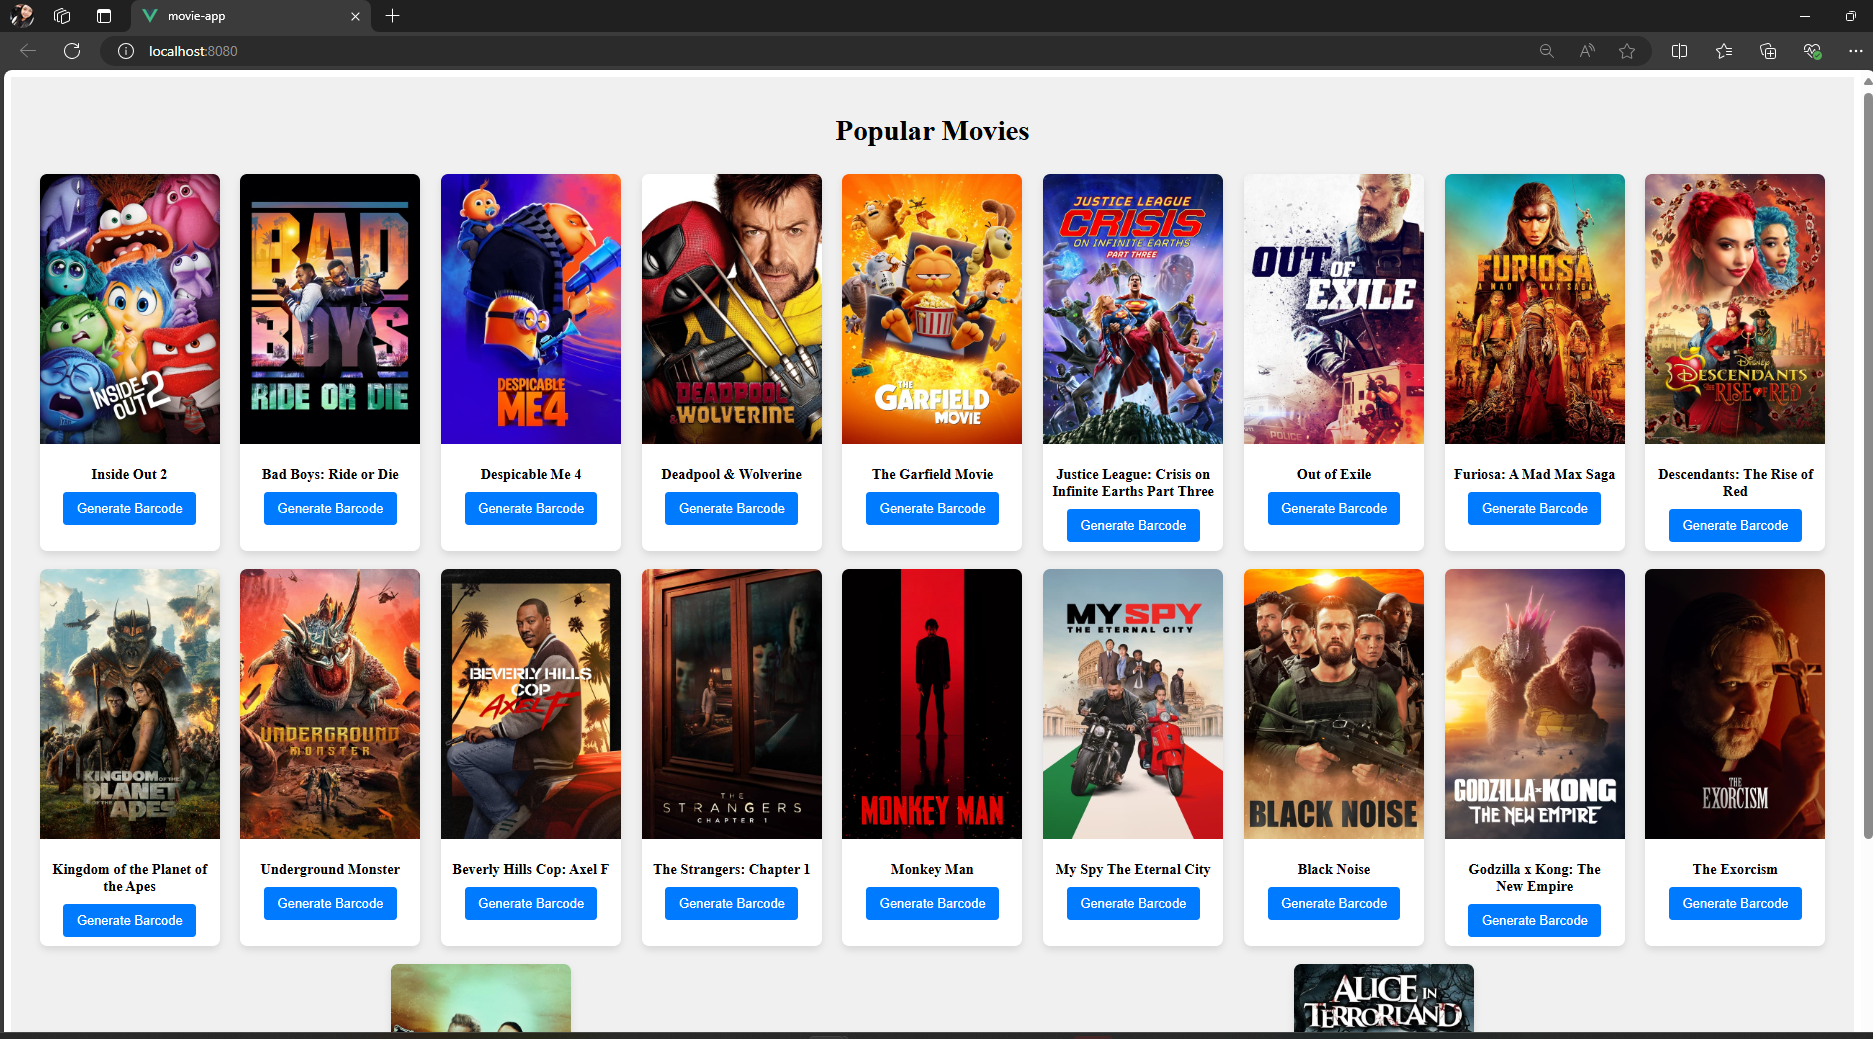 movie-app
localhost:8080
Popular Movies
INSIDE
OUT 2
BAD
BOYS
RIDE OR DIE
DESPICABLE
ME4
DEADPOOL
& WOLVERINE
THE
GARFIELD
MOVIE
JUSTICE LEAGUE
CRISIS
ON INFINITE EARTHS
PART THREE
OUT OF
EXILE
POLICE
FURIOSA
A MAD MAX SAGA
Disney
DESCENDANTS
THE RISE OF RED
Inside Out 2
Bad Boys: Ride or Die
Despicable Me 4
Deadpool & Wolverine
The Garfield Movie
Justice League: Crisis on
Infinite Earths Part Three
Out of Exile
Furiosa: A Mad Max Saga
Descendants: The Rise of
Red
Generate Barcode
Generate Barcode
Generate Barcode
Generate Barcode
Generate Barcode
Generate Barcode
Generate Barcode
Generate Barcode
Generate Barcode
KINGDOM OF THE
PLANET
OF THE APES
UNDERGROUND
MONSTER
BEVERLY HILLS
COP
AXEL F
THE
STRANGERS
CHAPTER 1
MONKEY MAN
MY SPY
THE ETERNAL CITY
BLACK NOISE
GODZILLA × KONG
THE NEW EMPIRE
THE
EXORCISM
Kingdom of the Planet of
the Apes
Underground Monster
Beverly Hills Cop: Axel F
The Strangers: Chapter 1
Monkey Man
My Spy The Eternal City
Black Noise
Godzilla x Kong: The
New Empire
The Exorcism
Generate Barcode
Generate Barcode
Generate Barcode
Generate Barcode
Generate Barcode
Generate Barcode
Generate Barcode
Generate Barcode
Generate Barcode
ALICE IN
TERRORLAND